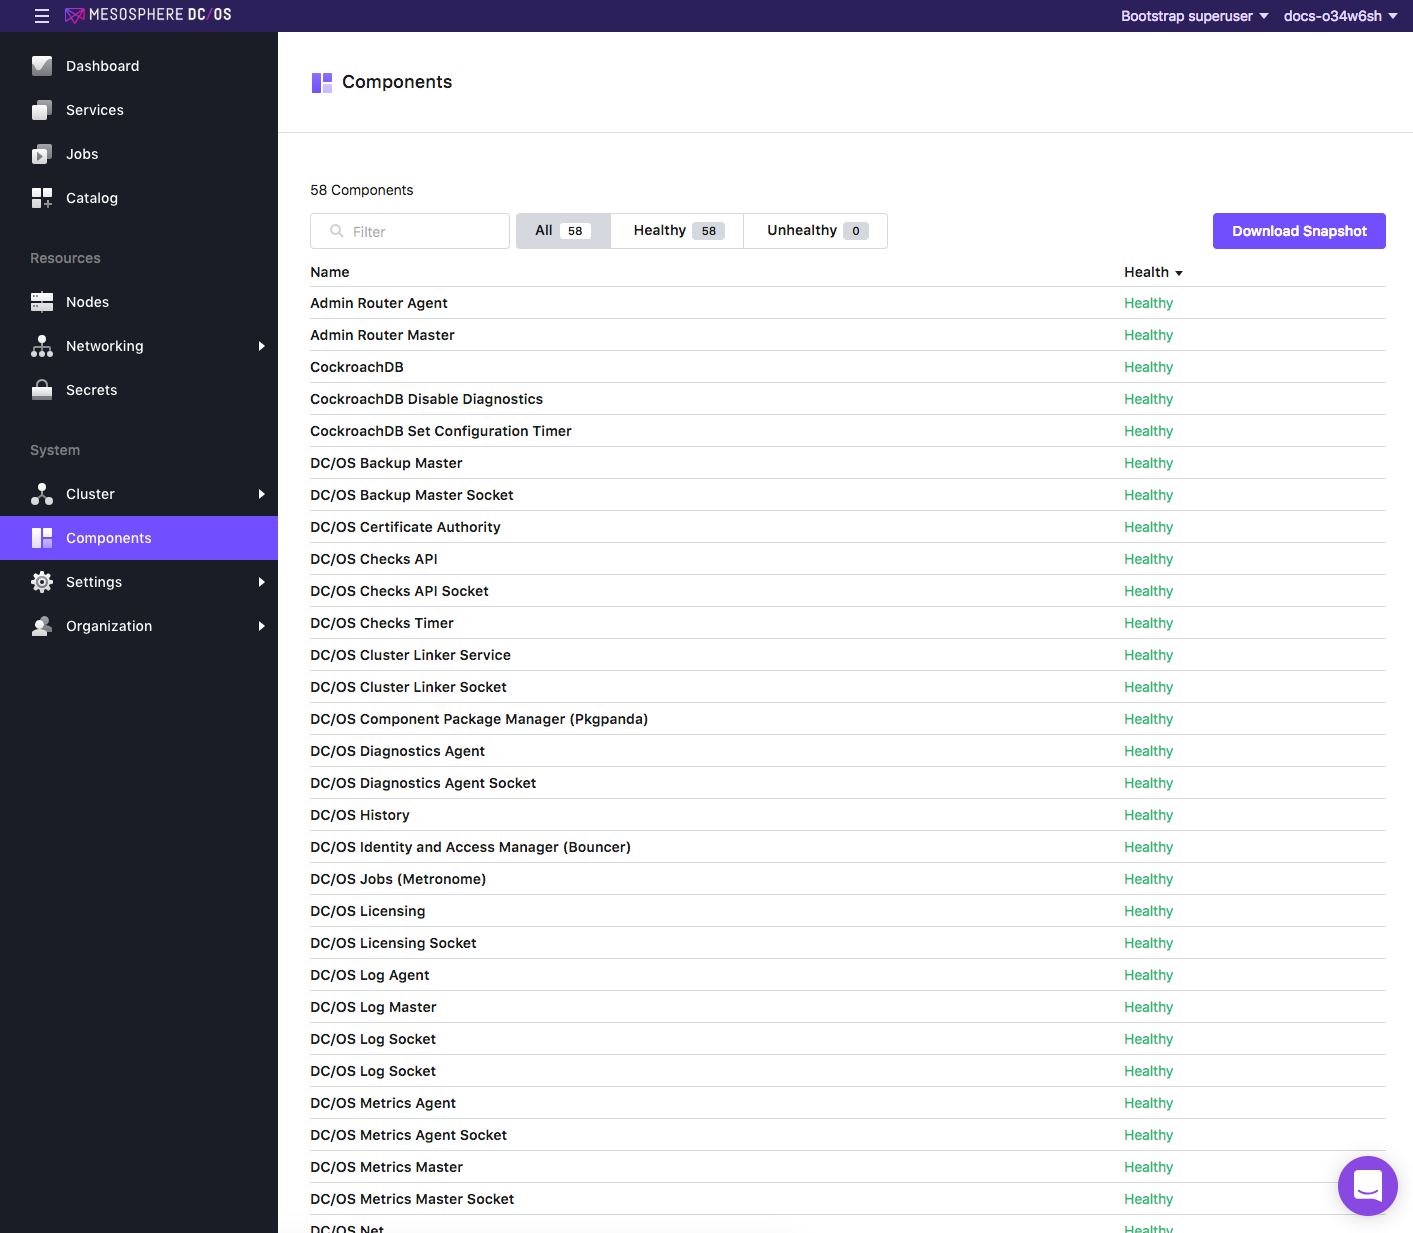 MESOSPHERE DC/OS
Bootstrap superuser
docs-o34w6sh
Dashboard
Services
Jobs
Catalog
Resources
Nodes
Networking
Secrets
System
Cluster
Components
Settings
Organization
Components
58 Components
Filter
All 58
Healthy 58
Unhealthy 0
Download Snapshot
Name Health
Admin Router Agent Healthy
Admin Router Master Healthy
CockroachDB Healthy
CockroachDB Disable Diagnostics Healthy
CockroachDB Set Configuration Timer Healthy
DC/OS Backup Master Healthy
DC/OS Backup Master Socket Healthy
DC/OS Certificate Authority Healthy
DC/OS Checks API Healthy
DC/OS Checks API Socket Healthy
DC/OS Checks Timer Healthy
DC/OS Cluster Linker Service Healthy
DC/OS Cluster Linker Socket Healthy
DC/OS Component Package Manager (Pkgpanda) Healthy
DC/OS Diagnostics Agent Healthy
DC/OS Diagnostics Agent Socket Healthy
DC/OS History Healthy
DC/OS Identity and Access Manager (Bouncer) Healthy
DC/OS Jobs (Metronome) Healthy
DC/OS Licensing Healthy
DC/OS Licensing Socket Healthy
DC/OS Log Agent Healthy
DC/OS Log Master Healthy
DC/OS Log Socket Healthy
DC/OS Log Socket Healthy
DC/OS Metrics Agent Healthy
DC/OS Metrics Agent Socket Healthy
DC/OS Metrics Master Healthy
DC/OS Metrics Master Socket Healthy
DC/OS Net Healthy